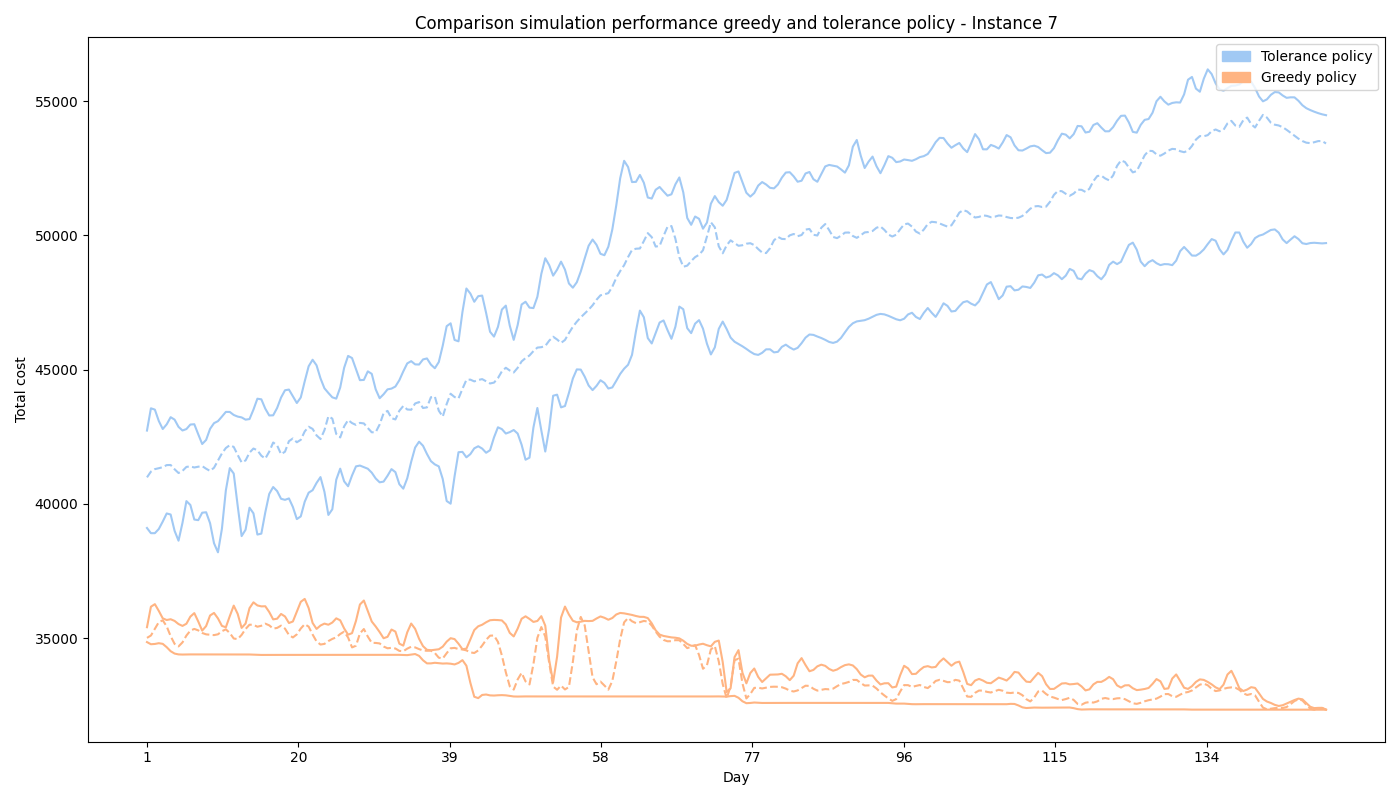 Comparison simulation performance greedy and tolerance policy - Instance 7
Tolerance policy
Greedy policy
55000
50000
45000
40000
35000
Total cost
1 20 39 58 77 96 115 134
Day